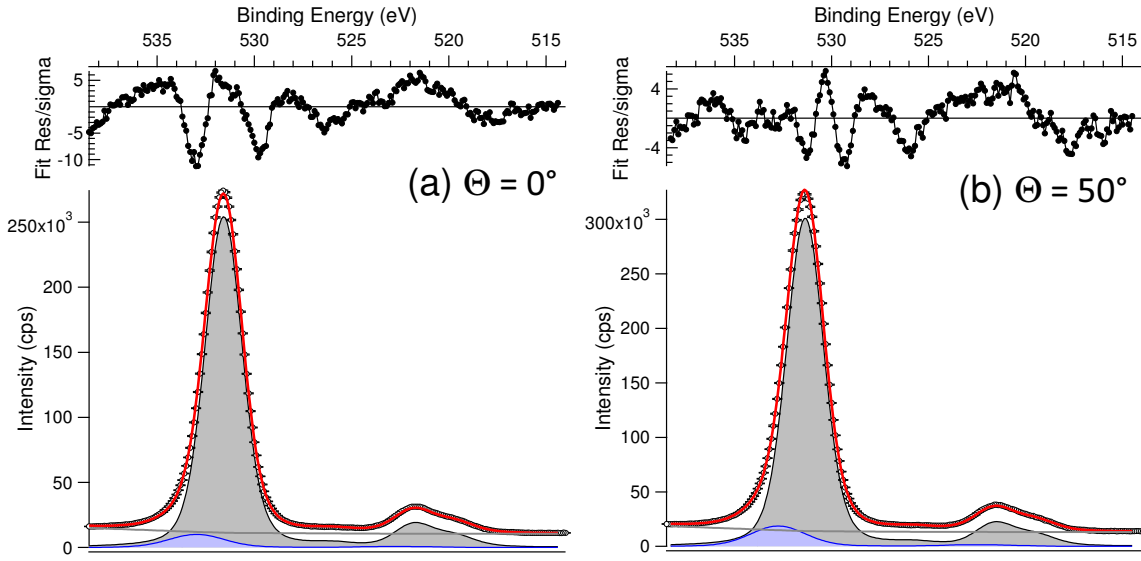 Binding Energy (eV)
535 530 525 520 515
Fit Res/sigma
5
0
-5
-10
(a) Θ = 0°
Intensity (cps)
250x10³
200
150
100
50
0
Binding Energy (eV)
535 530 525 520 515
Fit Res/sigma
4
-4
(b) Θ = 50°
Intensity (cps)
300x10³
250
200
150
100
50
0